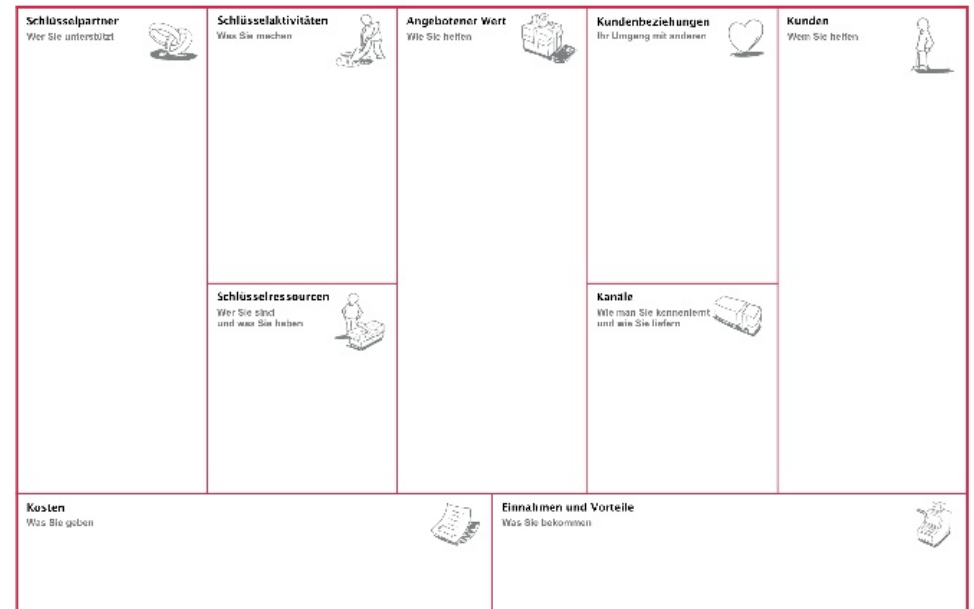 Schlüsselpartner
Wer Sie unterstützt
Schlüsselaktivitäten
Was Sie machen
Angebotener Wert
Wie Sie helfen
Kundenbeziehungen
Ihr Umgang mit anderen
Kunden
Wem Sie helfen
Schlüsselressourcen
Wer Sie sind
und was Sie haben
Kanäle
Wie man Sie kennenlernt
und wie Sie liefern
Kosten
Was Sie geben
Einnahmen und Vorteile
Was Sie bekommen